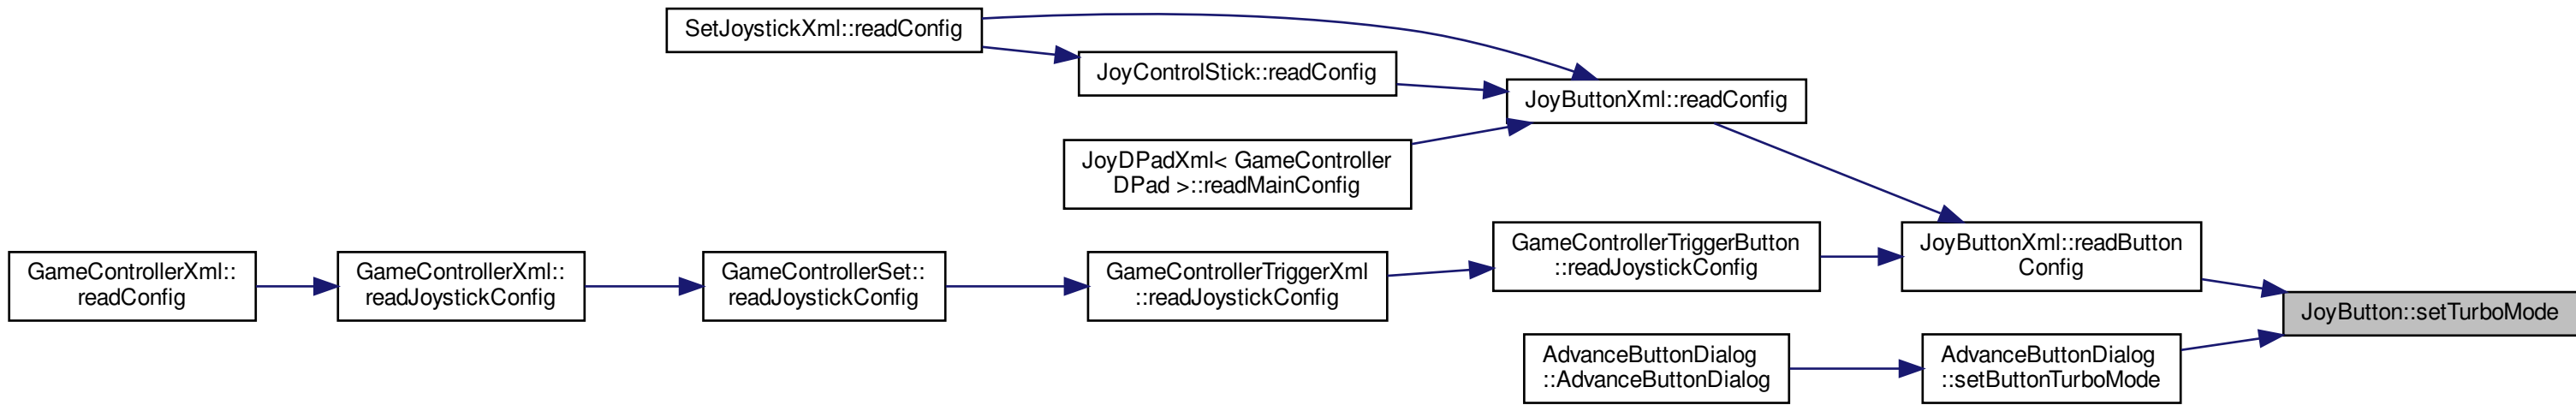 SetJoystickXml::readConfig
JoyControlStick::readConfig
JoyButtonXml::readConfig
JoyDPadXml< GameController
DPad >::readMainConfig
GameControllerXml::
readConfig
GameControllerXml::
readJoystickConfig
GameControllerSet::
readJoystickConfig
GameControllerTriggerXml
::readJoystickConfig
GameControllerTriggerButton
::readJoystickConfig
JoyButtonXml::readButton
Config
JoyButton::setTurboMode
AdvanceButtonDialog
::AdvanceButtonDialog
AdvanceButtonDialog
::setButtonTurboMode